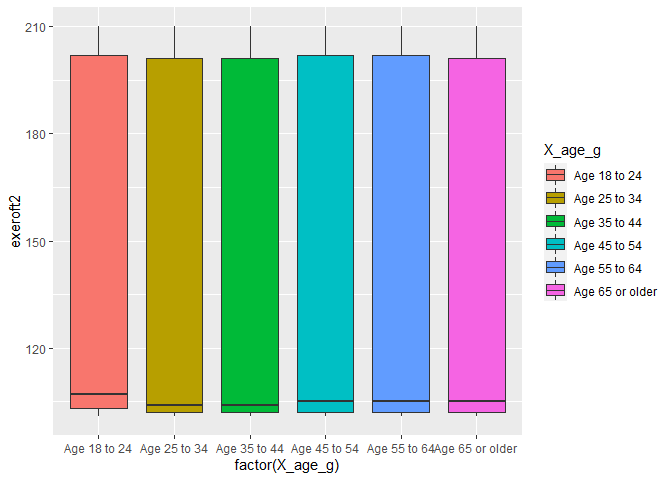 210
180
150
120
exeroft2
Age 18 to 24 Age 25 to 34 Age 35 to 44 Age 45 to 54 Age 55 to 64 Age 65 or older
factor(X_age_g)
X_age_g
Age 18 to 24
Age 25 to 34
Age 35 to 44
Age 45 to 54
Age 55 to 64
Age 65 or older